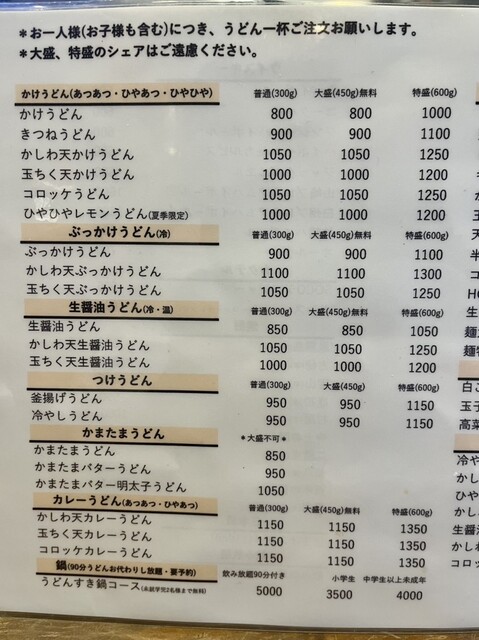 ＊お一人様(お子様も含む)につき、うどん一杯ご注文お願いします。
＊大盛、特盛のシェアはご遠慮ください。
かけうどん(あつあつ・ひやあつ・ひやひや) 普通(300g) 大盛(450g)無料 特盛(600g)
かけうどん 800 800 1000
きつねうどん 900 900 1100
かしわ天かけうどん 1050 1050 1250
玉ちく天かけうどん 1000 1000 1200
コロッケうどん 1050 1050 1250
ひやひやレモンうどん(夏季限定) 1000 1000 1200
ぶっかけうどん(冷) 普通(300g) 大盛(450g)無料 特盛(600g)
ぶっかけうどん 900 900 1100
かしわ天ぶっかけうどん 1100 1100 1300
玉ちく天ぶっかけうどん 1050 1050 1250
生醤油うどん(冷・温) 普通(300g) 大盛(450g)無料 特盛(600g)
生醤油うどん 850 850 1050
かしわ天生醤油うどん 1050 1050 1250
玉ちく天生醤油うどん 1000 1000 1200
つけうどん 普通(300g) 大盛(450g) 特盛(600g)
釜揚げうどん 950 950 1150
冷やしうどん 950 950 1150
かまたまうどん ＊大盛不可＊
かまたまうどん 850
かまたまバターうどん 950
かまたまバター明太子うどん 1050
カレーうどん(あつあつ・ひやあつ) 普通(300g) 大盛(450g)無料 特盛(600g)
かしわ天カレーうどん 1150 1150 1350
玉ちく天カレーうどん 1150 1150 1350
コロッケカレーうどん 1150 1150 1350
鍋(90分うどんお代わりし放題・要予約) 飲み放題90分付き 小学生 中学生以上未成年
うどんすき鍋コース(未就学児2名様まで無料) 5000 3500 4000